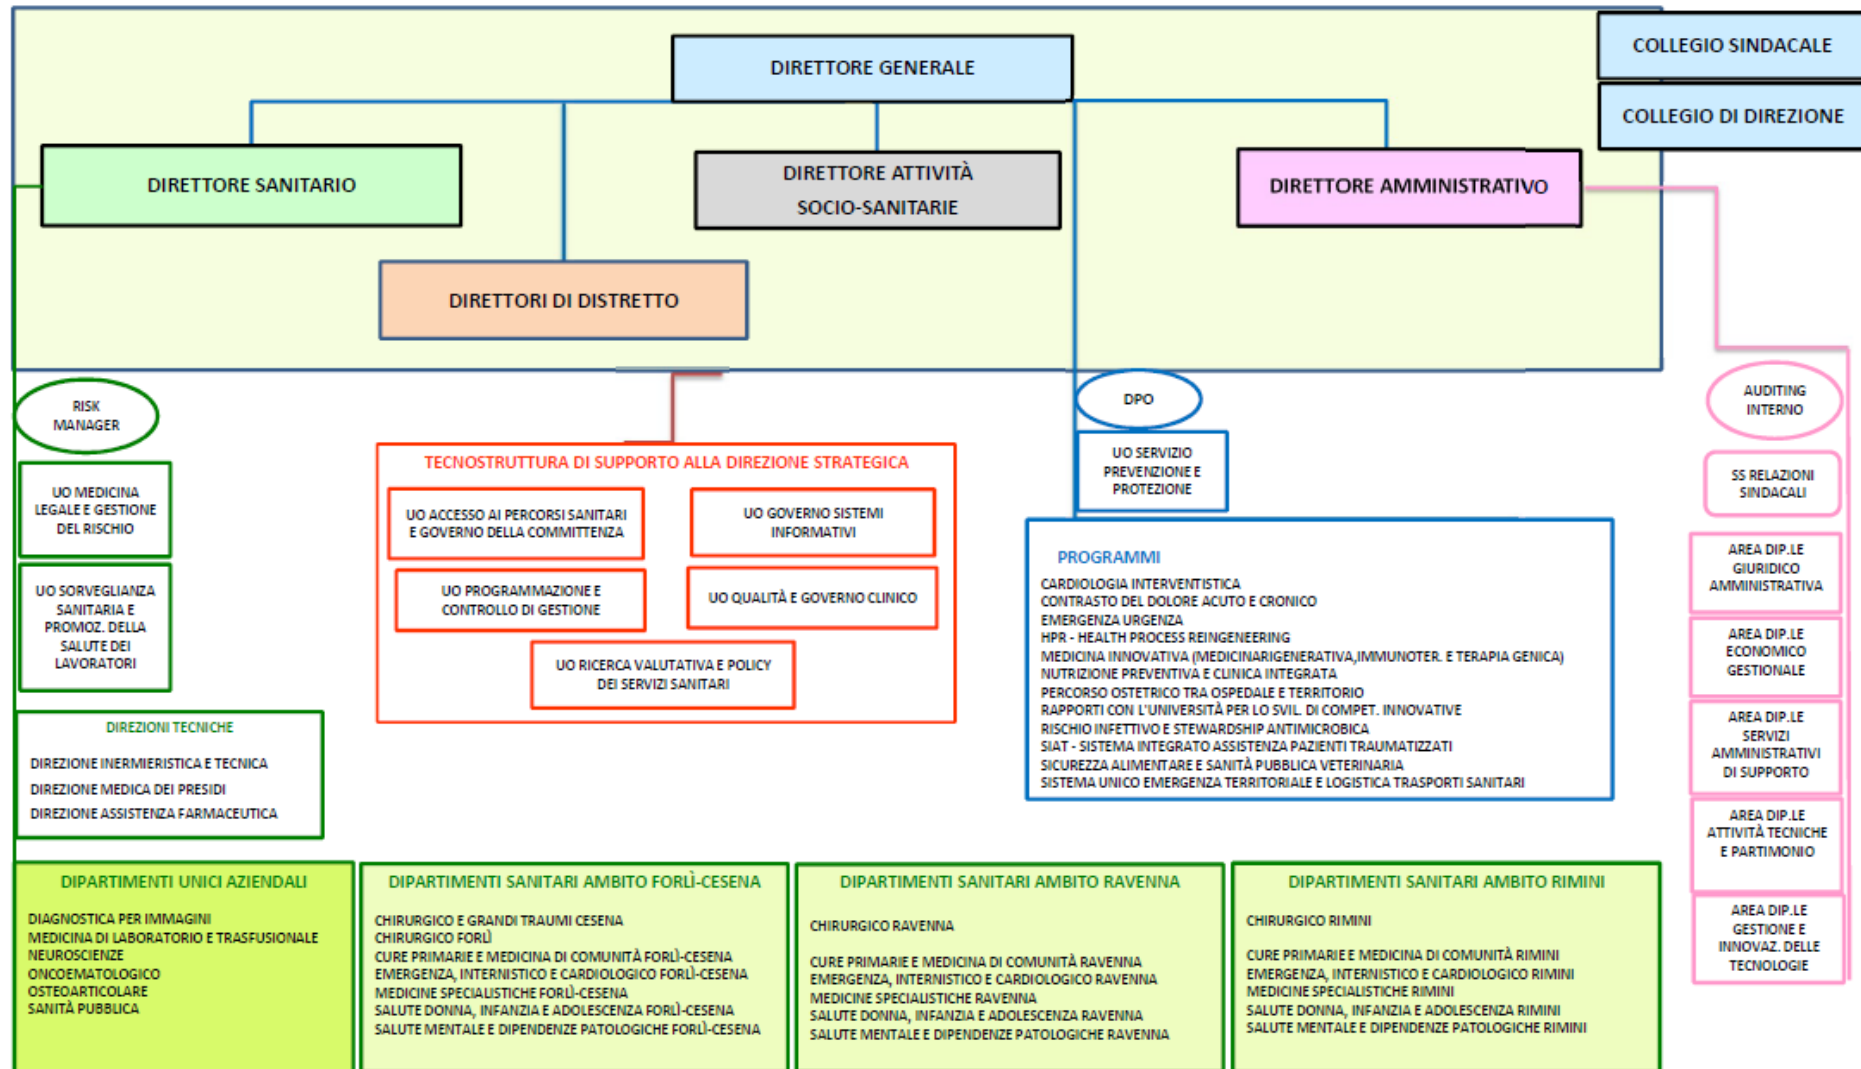 DIRETTORE GENERALE
COLLEGIO SINDACALE
COLLEGIO DI DIREZIONE
DIRETTORE SANITARIO
DIRETTORE ATTIVITÀ
SOCIO-SANITARIE
DIRETTORE AMMINISTRATIVO
DIRETTORI DI DISTRETTO
RISK
MANAGER
UO MEDICINA
LEGALE E GESTIONE
DEL RISCHIO
UO SORVEGLIANZA
SANITARIA E
PROMOZ. DELLA
SALUTE DEI
LAVORATORI
DIREZIONI TECNICHE
DIREZIONE INERMIERISTICA E TECNICA
DIREZIONE MEDICA DEI PRESIDI
DIREZIONE ASSISTENZA FARMACEUTICA
TECNOSTRUTTURA DI SUPPORTO ALLA DIREZIONE STRATEGICA
UO ACCESSO AI PERCORSI SANITARI
E GOVERNO DELLA COMMITTENZA
UO GOVERNO SISTEMI
INFORMATIVI
UO PROGRAMMAZIONE E
CONTROLLO DI GESTIONE
UO QUALITÀ E GOVERNO CLINICO
UO RICERCA VALUTATIVA E POLICY
DEI SERVIZI SANITARI
DPO
UO SERVIZIO
PREVENZIONE E
PROTEZIONE
PROGRAMMI
CARDIOLOGIA INTERVENTISTICA
CONTRASTO DEL DOLORE ACUTO E CRONICO
EMERGENZA URGENZA
HPR - HEALTH PROCESS REINGENEERING
MEDICINA INNOVATIVA (MEDICINARIGENERATIVA,IMMUNOTER. E TERAPIA GENICA)
NUTRIZIONE PREVENTIVA E CLINICA INTEGRATA
PERCORSO OSTETRICO TRA OSPEDALE E TERRITORIO
RAPPORTI CON L'UNIVERSITÀ PER LO SVIL. DI COMPET. INNOVATIVE
RISCHIO INFETTIVO E STEWARDSHIP ANTIMICROBICA
SIAT - SISTEMA INTEGRATO ASSISTENZA PAZIENTI TRAUMATIZZATI
SICUREZZA ALIMENTARE E SANITÀ PUBBLICA VETERINARIA
SISTEMA UNICO EMERGENZA TERRITORIALE E LOGISTICA TRASPORTI SANITARI
AUDITING
INTERNO
SS RELAZIONI
SINDACALI
AREA DIP.LE
GIURIDICO
AMMINISTRATIVA
AREA DIP.LE
ECONOMICO
GESTIONALE
AREA DIP.LE
SERVIZI
AMMINISTRATIVI
DI SUPPORTO
AREA DIP.LE
ATTIVITÀ TECNICHE
E PARTIMONIO
AREA DIP.LE
GESTIONE E
INNOVAZ. DELLE
TECNOLOGIE
DIPARTIMENTI UNICI AZIENDALI
DIAGNOSTICA PER IMMAGINI
MEDICINA DI LABORATORIO E TRASFUSIONALE
NEUROSCIENZE
ONCOEMATOLOGICO
OSTEOARTICOLARE
SANITÀ PUBBLICA
DIPARTIMENTI SANITARI AMBITO FORLÌ-CESENA
CHIRURGICO E GRANDI TRAUMI CESENA
CHIRURGICO FORLÌ
CURE PRIMARIE E MEDICINA DI COMUNITÀ FORLÌ-CESENA
EMERGENZA, INTERNISTICO E CARDIOLOGICO FORLÌ-CESENA
MEDICINE SPECIALISTICHE FORLÌ-CESENA
SALUTE DONNA, INFANZIA E ADOLESCENZA FORLÌ-CESENA
SALUTE MENTALE E DIPENDENZE PATOLOGICHE FORLÌ-CESENA
DIPARTIMENTI SANITARI AMBITO RAVENNA
CHIRURGICO RAVENNA
CURE PRIMARIE E MEDICINA DI COMUNITÀ RAVENNA
EMERGENZA, INTERNISTICO E CARDIOLOGICO RAVENNA
MEDICINE SPECIALISTICHE RAVENNA
SALUTE DONNA, INFANZIA E ADOLESCENZA RAVENNA
SALUTE MENTALE E DIPENDENZE PATOLOGICHE RAVENNA
DIPARTIMENTI SANITARI AMBITO RIMINI
CHIRURGICO RIMINI
CURE PRIMARIE E MEDICINA DI COMUNITÀ RIMINI
EMERGENZA, INTERNISTICO E CARDIOLOGICO RIMINI
MEDICINE SPECIALISTICHE RIMINI
SALUTE DONNA, INFANZIA E ADOLESCENZA RIMINI
SALUTE MENTALE E DIPENDENZE PATOLOGICHE RIMINI